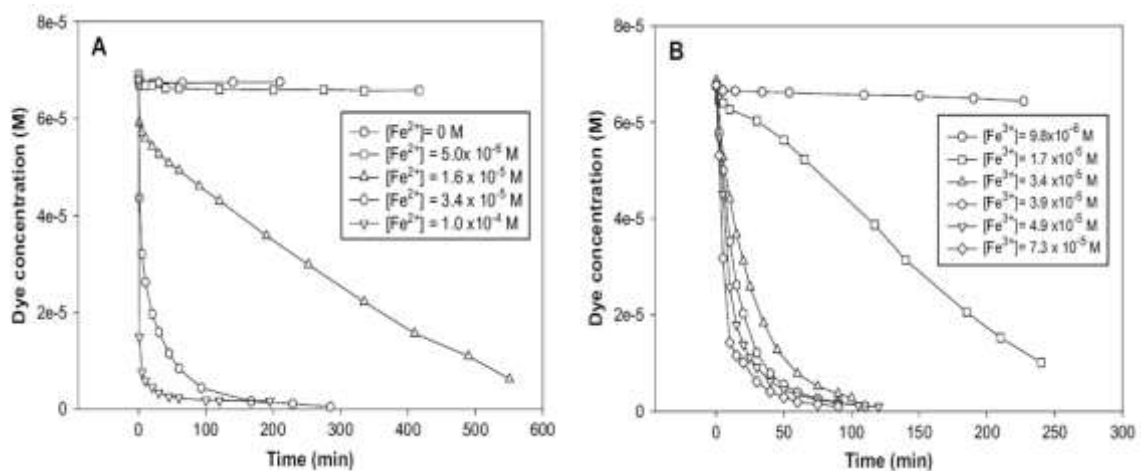 A
8e-5
6e-5
4e-5
2e-5
0
Dye concentration (M)
[Fe²⁺]= 0 M
[Fe²⁺] = 5.0x 10⁻⁶ M
[Fe²⁺] = 1.6 x 10⁻⁵ M
[Fe²⁺] = 3.4 x 10⁻⁵ M
[Fe²⁺] = 1.0 x 10⁻⁴ M
0 100 200 300 400 500 600
Time (min)
B
8e-5
6e-5
4e-5
2e-5
0
Dye concentration (M)
[Fe³⁺]= 9.8x10⁻⁶ M
[Fe³⁺]= 1.7 x10⁻⁵ M
[Fe³⁺]= 3.4 x10⁻⁵ M
[Fe³⁺]= 3.9 x10⁻⁵ M
[Fe³⁺]= 4.9 x10⁻⁵ M
[Fe³⁺]= 7.3 x 10⁻⁵ M
0 50 100 150 200 250 300
Time (min)